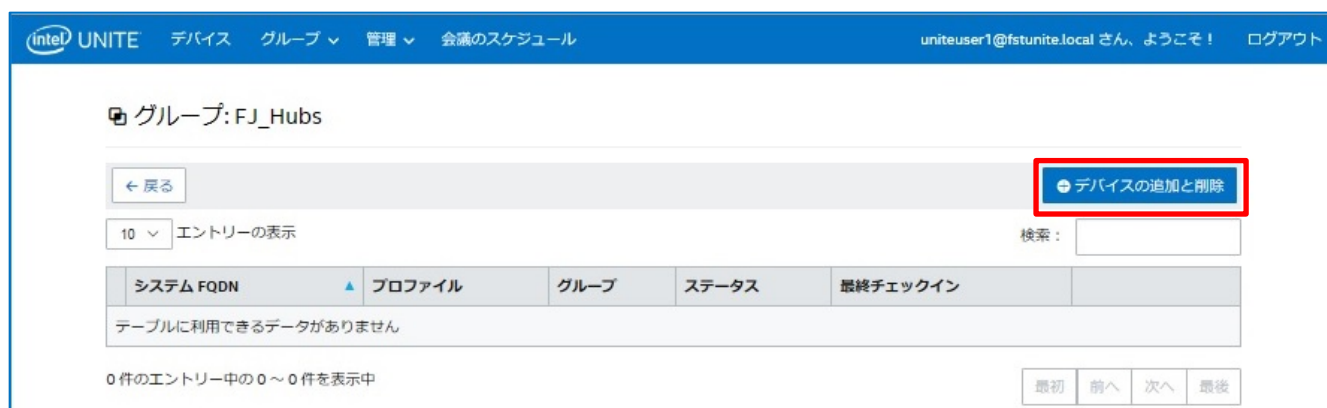 intel UNITE デバイス グループ 管理 会議のスケジュール uniteuser1@fstunite.local さん、ようこそ! ログアウト
グループ: FJ_Hubs
← 戻る デバイスの追加と削除
10 エントリーの表示 検索:
システム FQDN プロファイル グループ ステータス 最終チェックイン
テーブルに利用できるデータがありません
0 件のエントリー中の 0 ~ 0 件を表示中
最初 前へ 次へ 最後